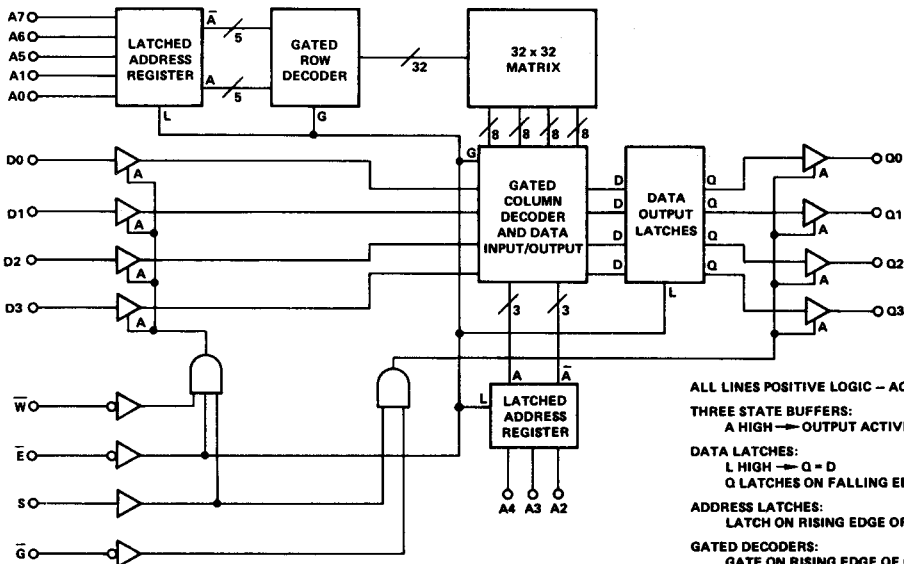 A7
A6
A5
A1
A0
LATCHED
ADDRESS
REGISTER
L
A̅
5
A
5
GATED
ROW
DECODER
G
32
32 x 32
MATRIX
8
8
8
8
D0
A
D1
A
D2
A
D3
A
G
GATED
COLUMN
DECODER
AND DATA
INPUT/OUTPUT
D
D
D
D
DATA
OUTPUT
LATCHES
Q
Q
Q
Q
L
A
Q0
A
Q1
A
Q2
A
Q3
3
3
A
A̅
L
LATCHED
ADDRESS
REGISTER
A4
A3
A2
W̅
E̅
S
G̅
ALL LINES POSITIVE LOGIC – AC
THREE STATE BUFFERS:
A HIGH → OUTPUT ACTIV
DATA LATCHES:
L HIGH → Q = D
Q LATCHES ON FALLING E
ADDRESS LATCHES:
LATCH ON RISING EDGE OF
GATED DECODERS:
GATE ON RISING EDGE OF